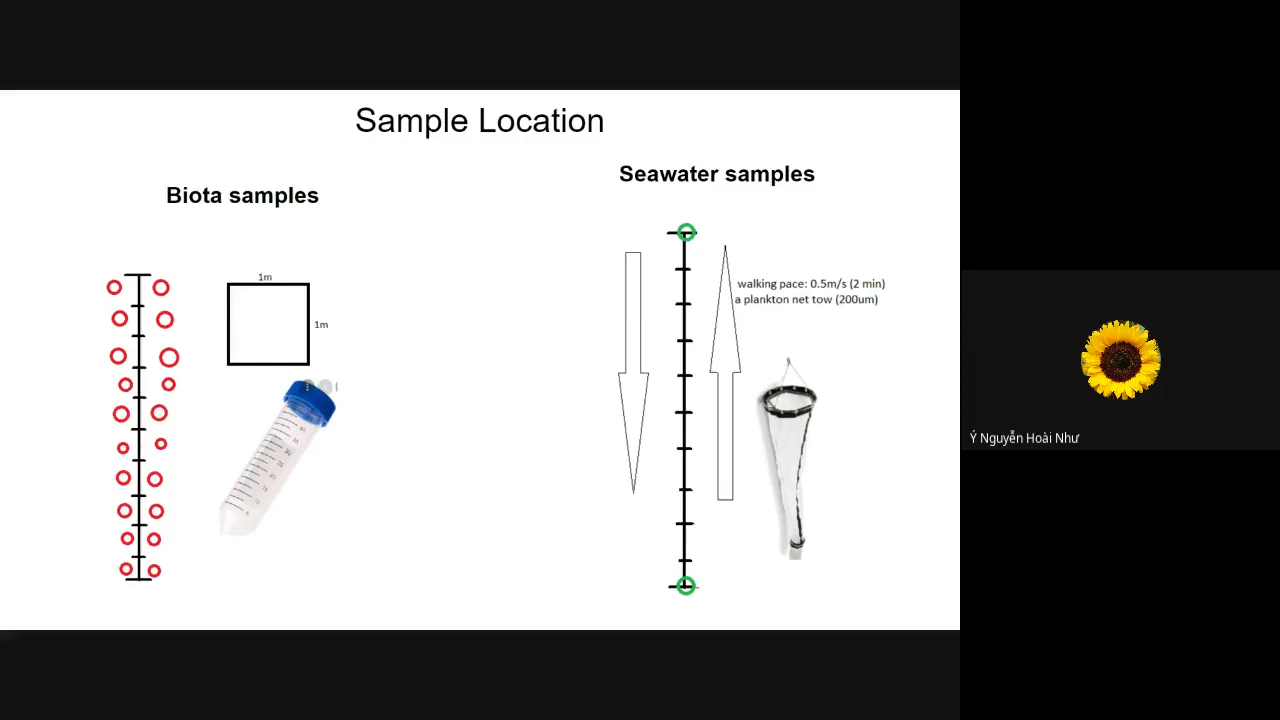 Sample Location
Biota samples
Seawater samples
1m
1m
walking pace: 0.5m/s (2 min)
a plankton net tow (200um)
Ý Nguyễn Hoài Như